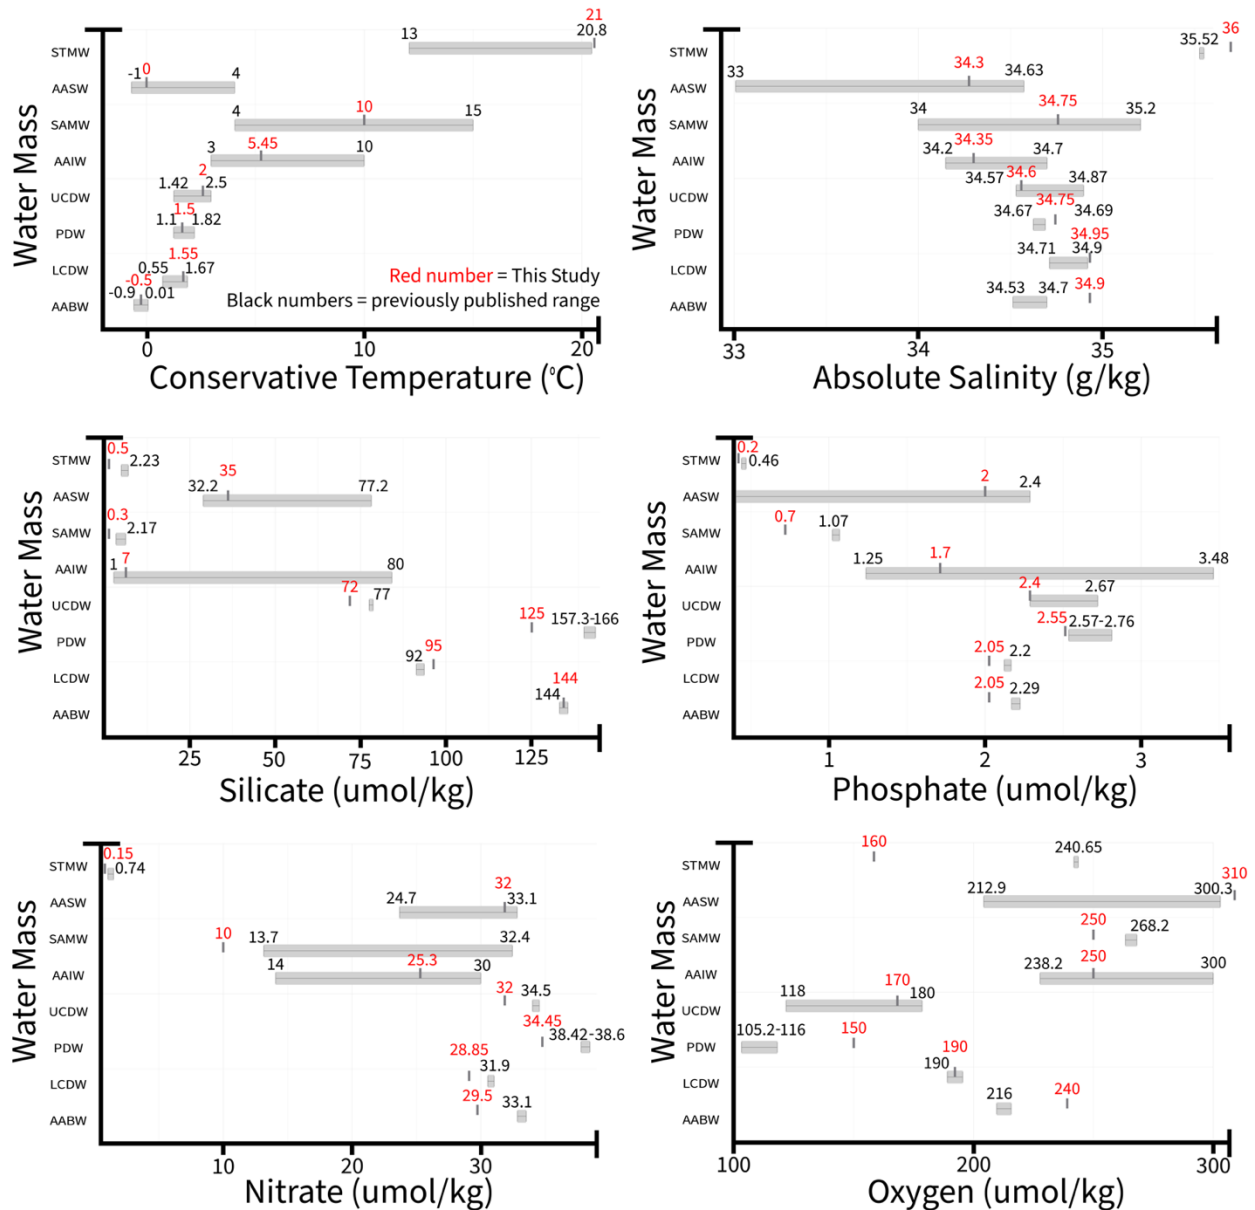 21
13 20.8
STMW
-1 0 4
AASW
4 10 15
SAMW
5.45
3 10
AAIW
2
1.42 2.5
UCDW
1.5
1.1 1.82
PDW
1.55
0.55 1.67
LCDW
-0.5
-0.9 0.01
AABW
Red number = This Study
Black numbers = previously published range
Water Mass
0 10 20
Conservative Temperature (°C)
36
35.52
STMW
34.3
33 34.63
AASW
34.75
34 35.2
SAMW
34.35
34.2 34.7
AAIW
34.6
34.57 34.87
UCDW
34.75
34.67 34.69
PDW
34.95
34.71 34.9
LCDW
34.9
34.53 34.7
AABW
Water Mass
33 34 35
Absolute Salinity (g/kg)
0.5
STMW 2.23
35
32.2 77.2
AASW
0.3
SAMW 2.17
1 7 80
AAIW
72
77
UCDW
125 157.3-166
PDW
92 95
LCDW
144
144
AABW
Water Mass
25 50 75 100 125
Silicate (umol/kg)
0.2
STMW 0.46
2 2.4
AASW
0.7 1.07
SAMW
1.25 1.7 3.48
AAIW
2.4 2.67
UCDW
2.55 2.57-2.76
PDW
2.05 2.2
LCDW
2.05 2.29
AABW
Water Mass
1 2 3
Phosphate (umol/kg)
0.15
STMW 0.74
32
24.7 33.1
AASW
10 13.7 32.4
SAMW
25.3
14 30
AAIW
32 34.5
UCDW
34.45
38.42-38.6
PDW
28.85
31.9
LCDW
29.5
33.1
AABW
Water Mass
10 20 30
Nitrate (umol/kg)
160 240.65
STMW
310
212.9 300.3
AASW
250 268.2
SAMW
250
238.2 300
AAIW
170
118 180
UCDW
105.2-116 150
PDW
190
190
LCDW
216 240
AABW
Water Mass
100 200 300
Oxygen (umol/kg)